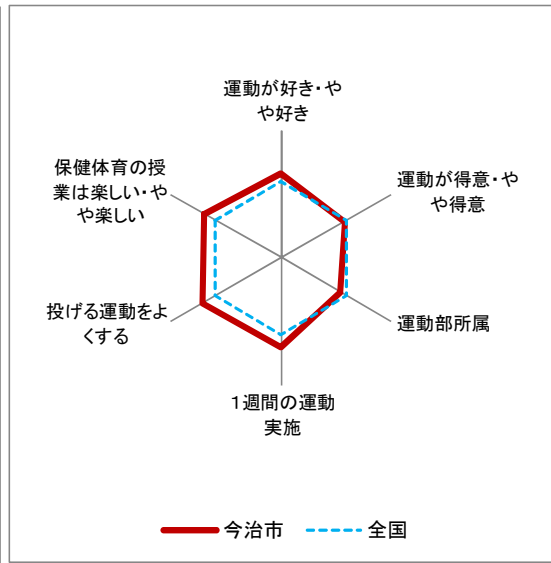 運動が好き・や
や好き
運動が得意・や
や得意
運動部所属
1週間の運動
実施
投げる運動をよ
くする
保健体育の授
業は楽しい・や
や楽しい
今治市
全国